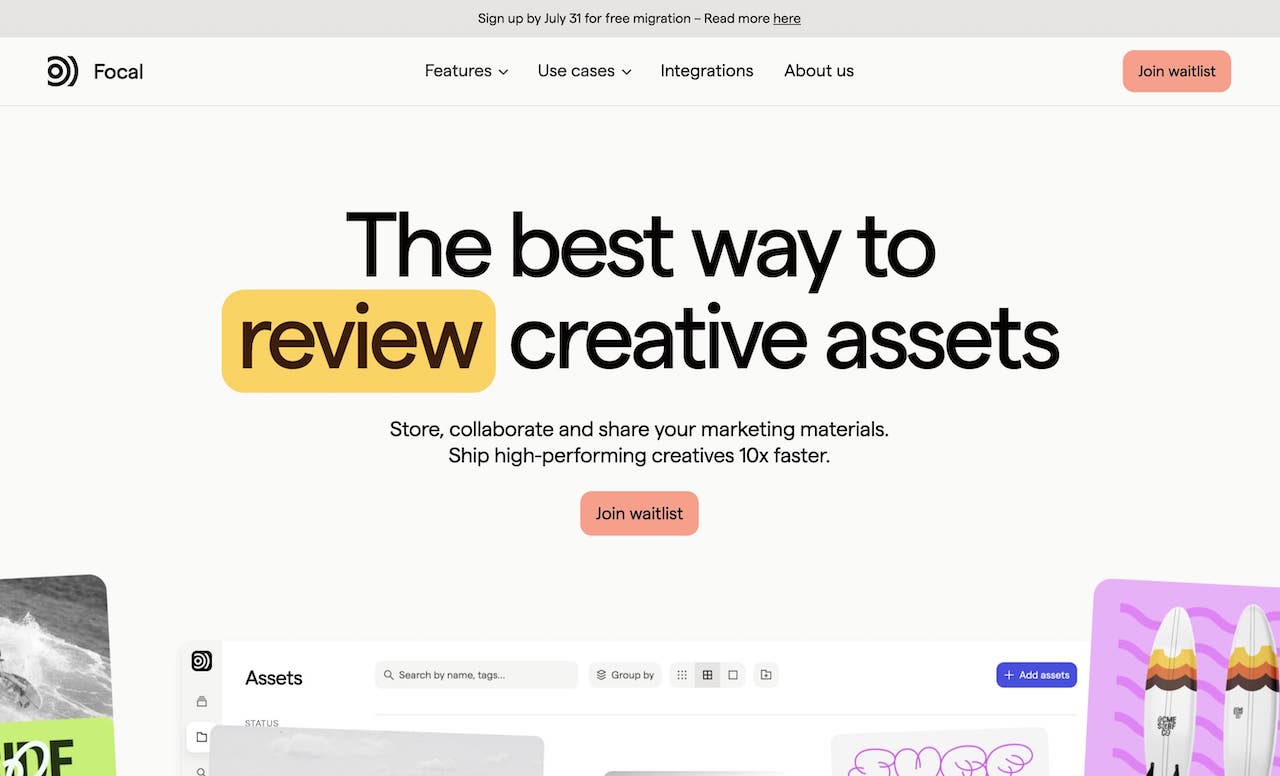 Sign up by July 31 for free migration – Read more here
Focal
Features
Use cases
Integrations
About us
Join waitlist
The best way to
review creative assets
Store, collaborate and share your marketing materials.
Ship high-performing creatives 10x faster.
Join waitlist
Assets
Search by name, tags...
Group by
Add assets
STATUS
ACME
SURF
CO